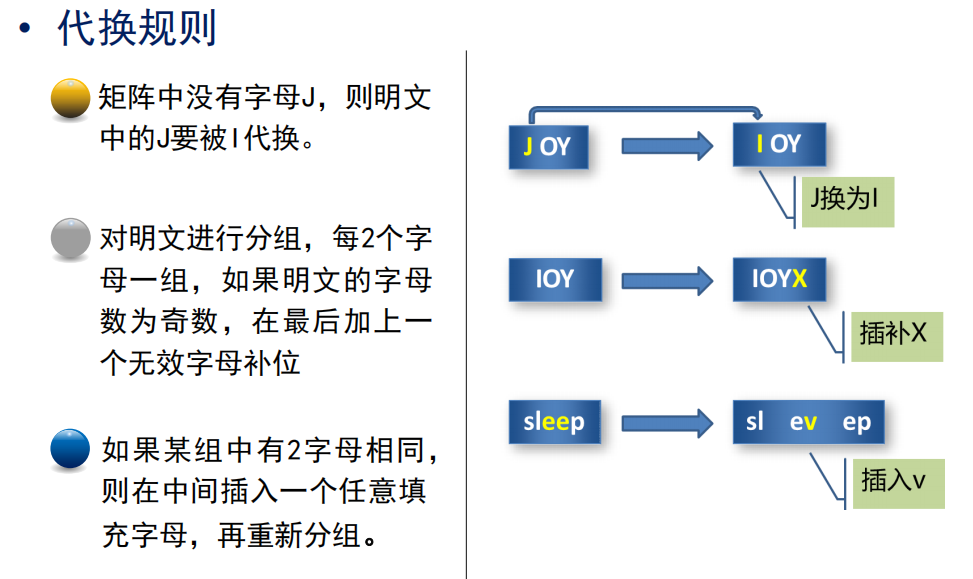 • 代换规则
矩阵中没有字母J，则明文
中的J要被I代换。
对明文进行分组，每2个字
母一组，如果明文的字母
数为奇数，在最后加上一
个无效字母补位
如果某组中有2字母相同，
则在中间插入一个任意填
充字母，再重新分组。
J OY
I OY
J换为I
IOY
IOYX
插补X
sleep
sl ev ep
插入v